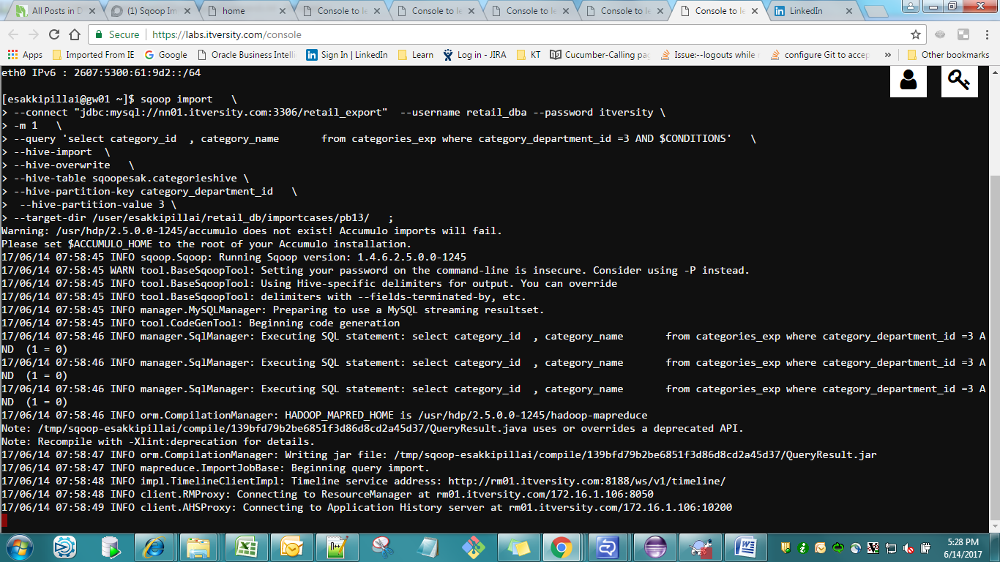 All Posts in D
(1) Sqoop Im
home
Console to le
Console to le
Console to le
Console to le
Console to le
LinkedIn
Secure
https://labs.itversity.com/console
Apps
Imported From IE
Google
Oracle Business Intelli
Sign In | LinkedIn
Learn
Log in - JIRA
KT
Cucumber-Calling pag
Issue:--logouts while
configure Git to accep
»
Other bookmarks
eth0 IPv6 : 2607:5300:61:9d2::/64
[esakkipillai@gw01 ~]$ sqoop import   \
> --connect "jdbc:mysql://nn01.itversity.com:3306/retail_export"  --username retail_dba --password itversity \
> -m 1   \
> --query 'select category_id  , category_name       from categories_exp where category_department_id =3 AND $CONDITIONS'   \
> --hive-import  \
> --hive-overwrite   \
> --hive-table sqoopesak.categorieshive \
> --hive-partition-key category_department_id   \
>  --hive-partition-value 3 \
> --target-dir /user/esakkipillai/retail_db/importcases/pb13/   ;
Warning: /usr/hdp/2.5.0.0-1245/accumulo does not exist! Accumulo imports will fail.
Please set $ACCUMULO_HOME to the root of your Accumulo installation.
17/06/14 07:58:45 INFO sqoop.Sqoop: Running Sqoop version: 1.4.6.2.5.0.0-1245
17/06/14 07:58:45 WARN tool.BaseSqoopTool: Setting your password on the command-line is insecure. Consider using -P instead.
17/06/14 07:58:45 INFO tool.BaseSqoopTool: Using Hive-specific delimiters for output. You can override
17/06/14 07:58:45 INFO tool.BaseSqoopTool: delimiters with --fields-terminated-by, etc.
17/06/14 07:58:45 INFO manager.MySQLManager: Preparing to use a MySQL streaming resultset.
17/06/14 07:58:45 INFO tool.CodeGenTool: Beginning code generation
17/06/14 07:58:46 INFO manager.SqlManager: Executing SQL statement: select category_id  , category_name       from categories_exp where category_department_id =3 A
ND  (1 = 0)
17/06/14 07:58:46 INFO manager.SqlManager: Executing SQL statement: select category_id  , category_name       from categories_exp where category_department_id =3 A
ND  (1 = 0)
17/06/14 07:58:46 INFO manager.SqlManager: Executing SQL statement: select category_id  , category_name       from categories_exp where category_department_id =3 A
ND  (1 = 0)
17/06/14 07:58:46 INFO orm.CompilationManager: HADOOP_MAPRED_HOME is /usr/hdp/2.5.0.0-1245/hadoop-mapreduce
Note: /tmp/sqoop-esakkipillai/compile/139bfd79b2be6851f3d86d8cd2a45d37/QueryResult.java uses or overrides a deprecated API.
Note: Recompile with -Xlint:deprecation for details.
17/06/14 07:58:47 INFO orm.CompilationManager: Writing jar file: /tmp/sqoop-esakkipillai/compile/139bfd79b2be6851f3d86d8cd2a45d37/QueryResult.jar
17/06/14 07:58:47 INFO mapreduce.ImportJobBase: Beginning query import.
17/06/14 07:58:48 INFO impl.TimelineClientImpl: Timeline service address: http://rm01.itversity.com:8188/ws/v1/timeline/
17/06/14 07:58:48 INFO client.RMProxy: Connecting to ResourceManager at rm01.itversity.com/172.16.1.106:8050
17/06/14 07:58:49 INFO client.AHSProxy: Connecting to Application History server at rm01.itversity.com/172.16.1.106:10200
5:28 PM
6/14/2017